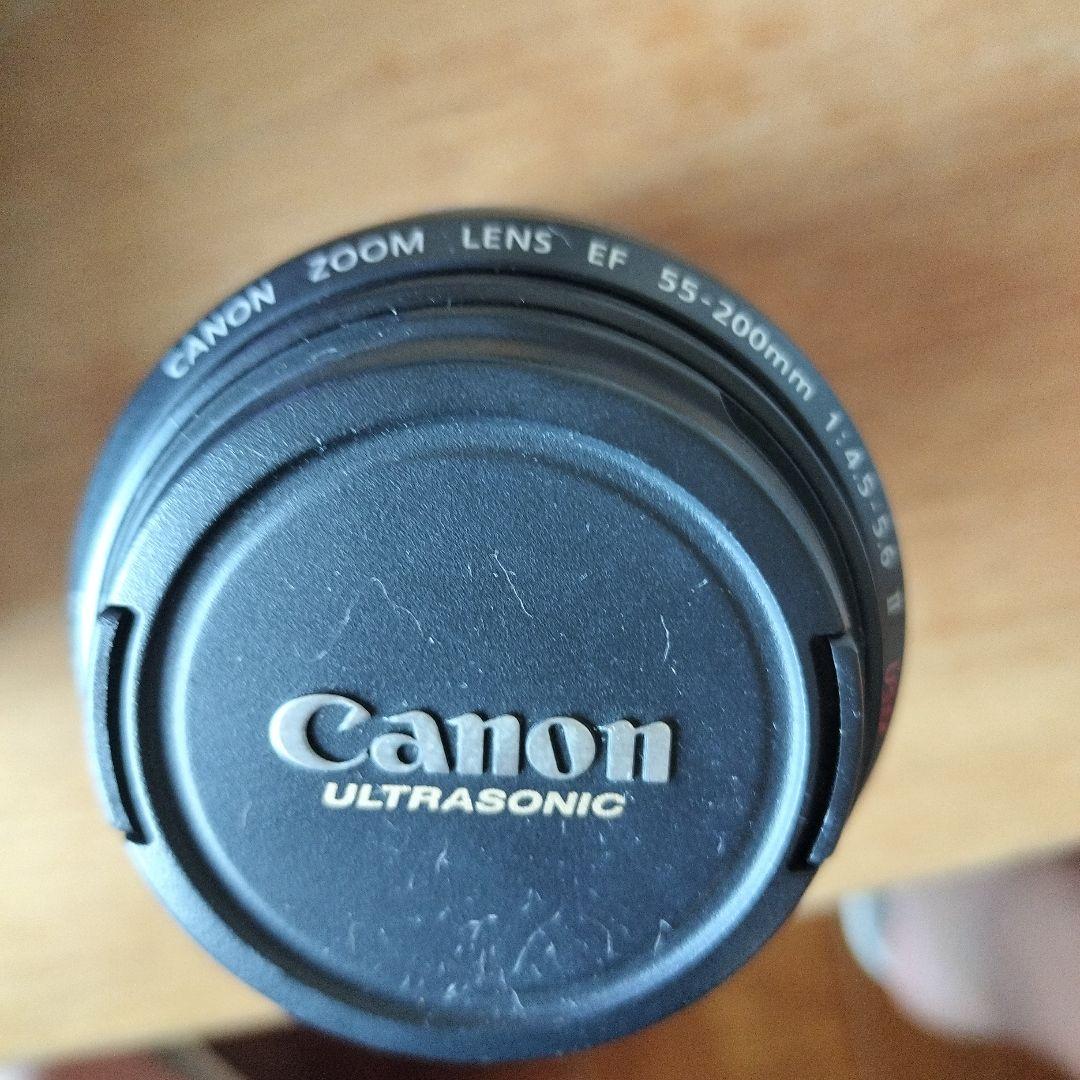 CANON ZOOM LENS EF 55-200mm 1:4.5-5.6 II
Canon
ULTRASONIC